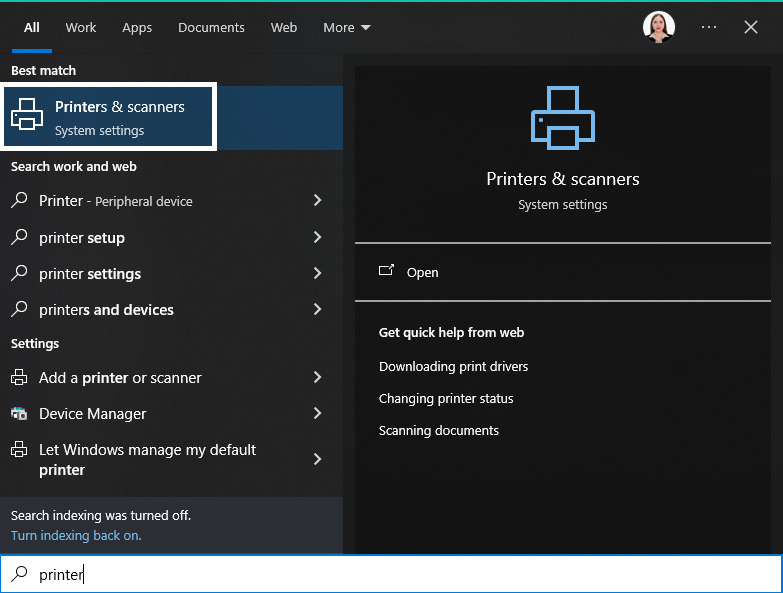 All Work Apps Documents Web More
Best match
Printers & scanners
System settings
Search work and web
Printer - Peripheral device
printer setup
printer settings
printers and devices
Settings
Add a printer or scanner
Device Manager
Let Windows manage my default
printer
Search indexing was turned off.
Turn indexing back on.
Printers & scanners
System settings
Open
Get quick help from web
Downloading print drivers
Changing printer status
Scanning documents
printer